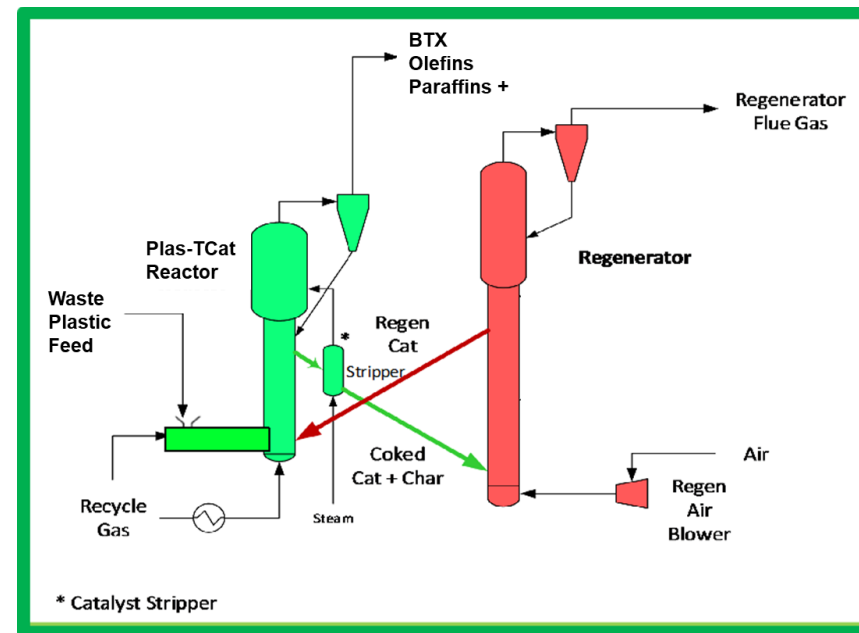 BTX
Olefins
Paraffins +
Regenerator
Flue Gas
Plas-TCat
Reactor
Regenerator
Waste
Plastic
Feed
Regen
Cat
*
Stripper
Coked
Cat + Char
Air
Regen
Air
Blower
Recycle
Gas
Steam
* Catalyst Stripper